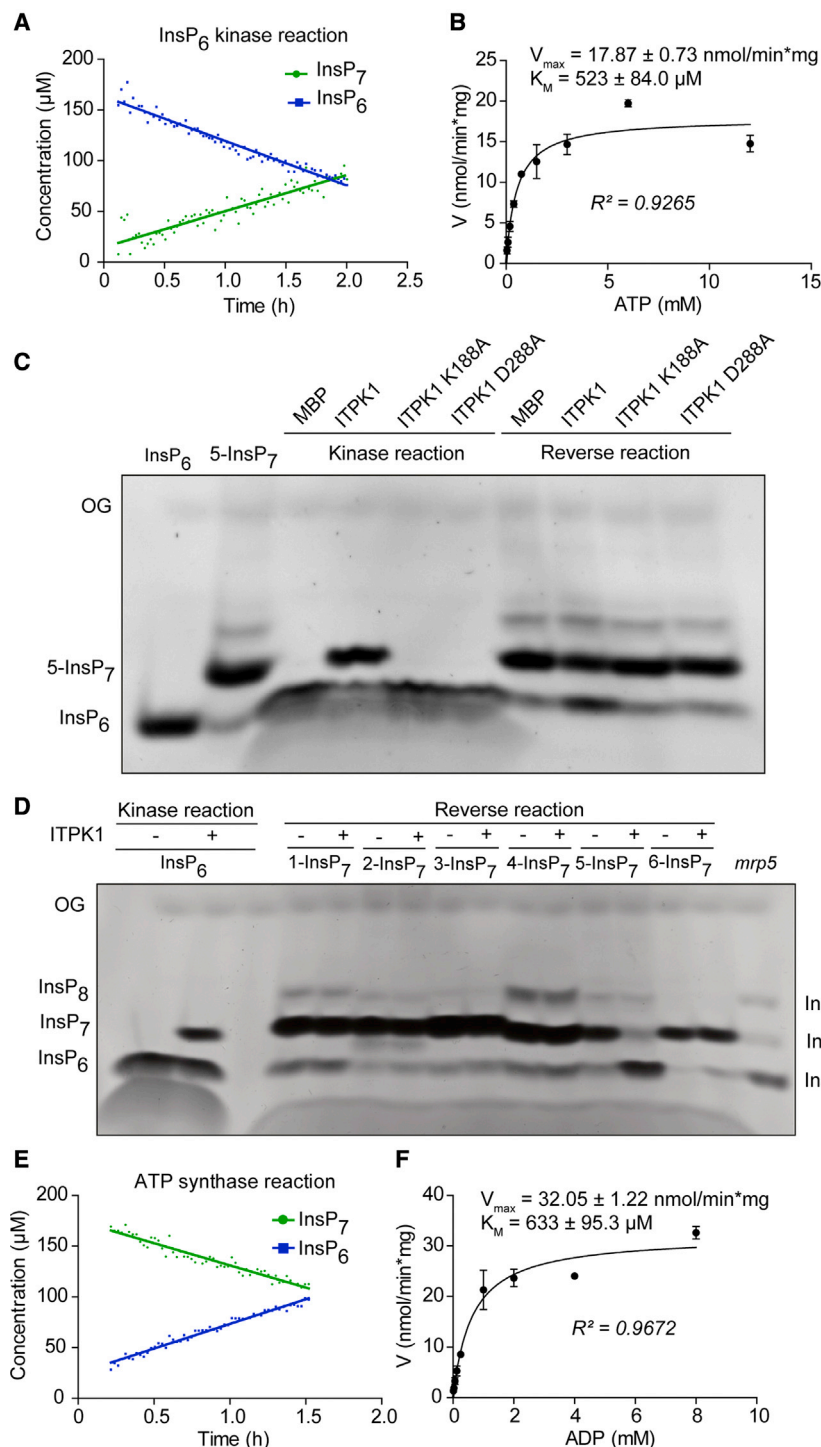 A
InsP6 kinase reaction
InsP7
InsP6
Concentration (µM)
200
150
100
50
0
0 0.5 1.0 1.5 2.0 2.5
Time (h)
B
Vmax = 17.87 ± 0.73 nmol/min*mg
KM = 523 ± 84.0 µM
R² = 0.9265
V (nmol/min*mg)
25
20
15
10
5
0
0 5 10 15
ATP (mM)
C
MBP ITPK1 ITPK1 K188A ITPK1 D288A MBP ITPK1 ITPK1 K188A ITPK1 D288A
InsP6 5-InsP7 Kinase reaction Reverse reaction
OG
5-InsP7
InsP6
D
Kinase reaction Reverse reaction
ITPK1 - + - + - + - + - + - + - +
InsP6 1-InsP7 2-InsP7 3-InsP7 4-InsP7 5-InsP7 6-InsP7 mrp5
OG
InsP8 In
InsP7 In
InsP6 In
E
ATP synthase reaction
InsP7
InsP6
Concentration (µM)
200
150
100
50
0
0 0.5 1.0 1.5 2.0
Time (h)
F
Vmax = 32.05 ± 1.22 nmol/min*mg
KM = 633 ± 95.3 µM
R² = 0.9672
V (nmol/min*mg)
40
30
20
10
0
0 2 4 6 8 10
ADP (mM)